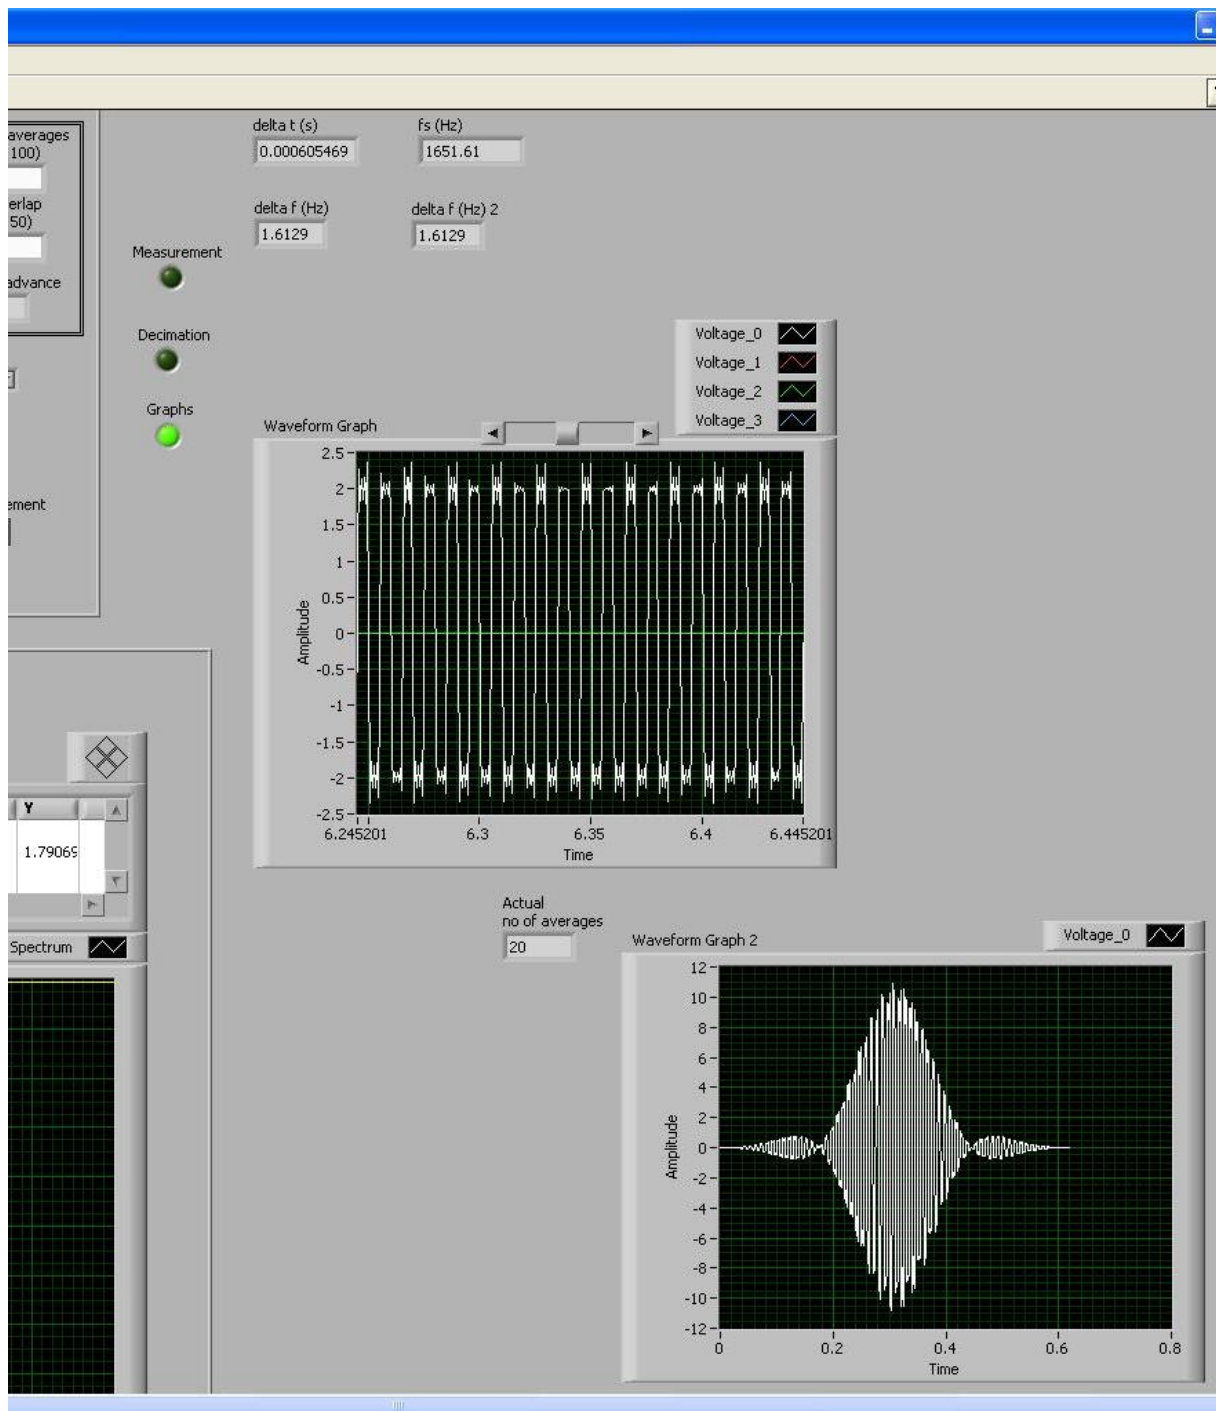 averages
100)
erlap
50)
advance
ement
delta t (s)
0.000605469
fs (Hz)
1651.61
delta f (Hz)
1.6129
delta f (Hz) 2
1.6129
Measurement
Decimation
Graphs
Voltage_0
Voltage_1
Voltage_2
Voltage_3
Waveform Graph
2.5
2
1.5
1
0.5
0
-0.5
-1
-1.5
-2
-2.5
Amplitude
6.245201
6.3
6.35
6.4
6.445201
Time
Y
1.79069
Spectrum
Actual
no of averages
20
Waveform Graph 2
Voltage_0
12
10
8
6
4
2
0
-2
-4
-6
-8
-10
-12
Amplitude
0
0.2
0.4
0.6
0.8
Time